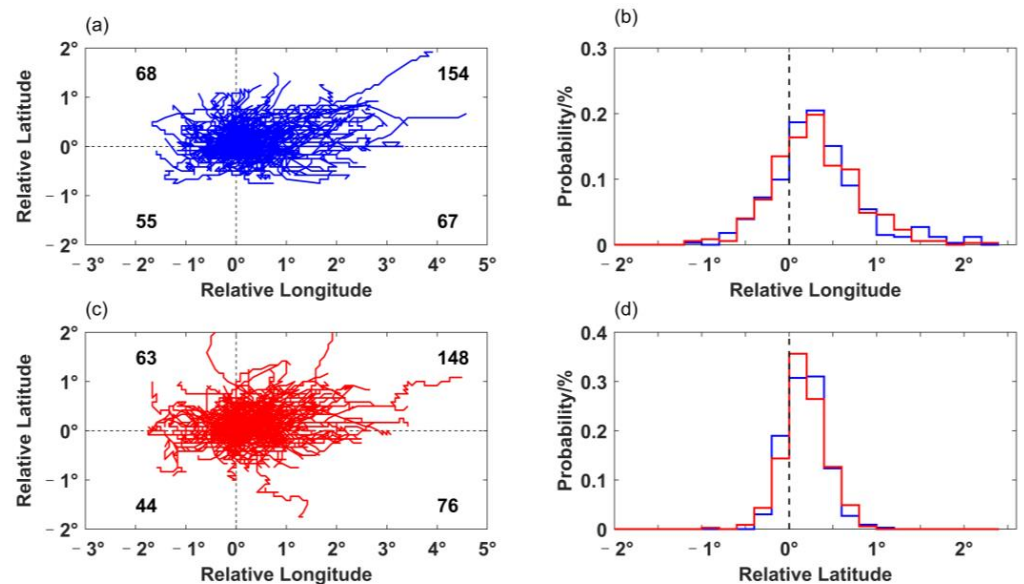 (a)
2°
68
154
1°
0°
− 1°
55
67
− 2°
− 3° − 2° − 1° 0° 1° 2° 3° 4° 5°
Relative Longitude
Relative Latitude
(b)
0.3
0.2
0.1
0
− 2° − 1° 0° 1° 2°
Relative Longitude
Probability/%
(c)
2°
63
148
1°
0°
− 1°
44
76
− 2°
− 3° − 2° − 1° 0° 1° 2° 3° 4° 5°
Relative Longitude
Relative Latitude
(d)
0.4
0.3
0.2
0.1
0
− 2° − 1° 0° 1° 2°
Relative Latitude
Probability/%